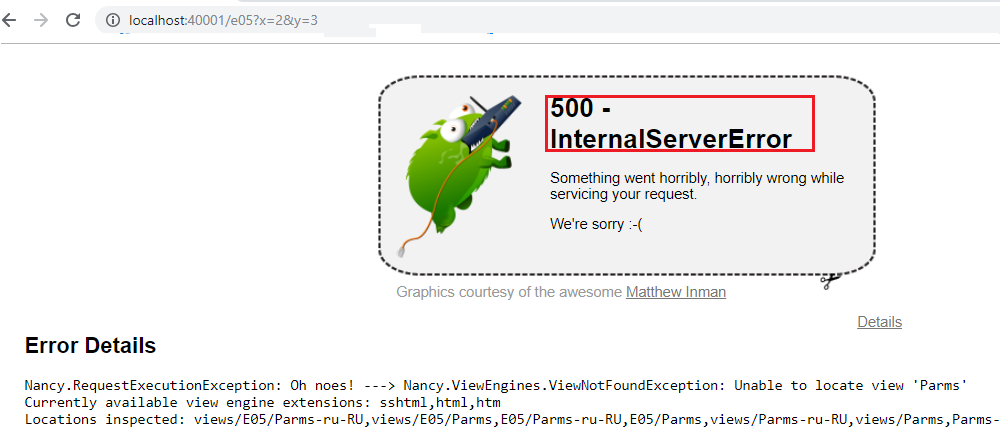 localhost:40001/e05?x=2&y=3
500 -
InternalServerError
Something went horribly, horribly wrong while
servicing your request.
We're sorry :-(
Graphics courtesy of the awesome Matthew Inman
Details
Error Details
Nancy.RequestExecutionException: Oh noes! ---> Nancy.ViewEngines.ViewNotFoundException: Unable to locate view 'Parms'
Currently available view engine extensions: sshtml,html,htm
Locations inspected: views/E05/Parms-ru-RU,views/E05/Parms,E05/Parms-ru-RU,E05/Parms,views/Parms-ru-RU,views/Parms,Parms-